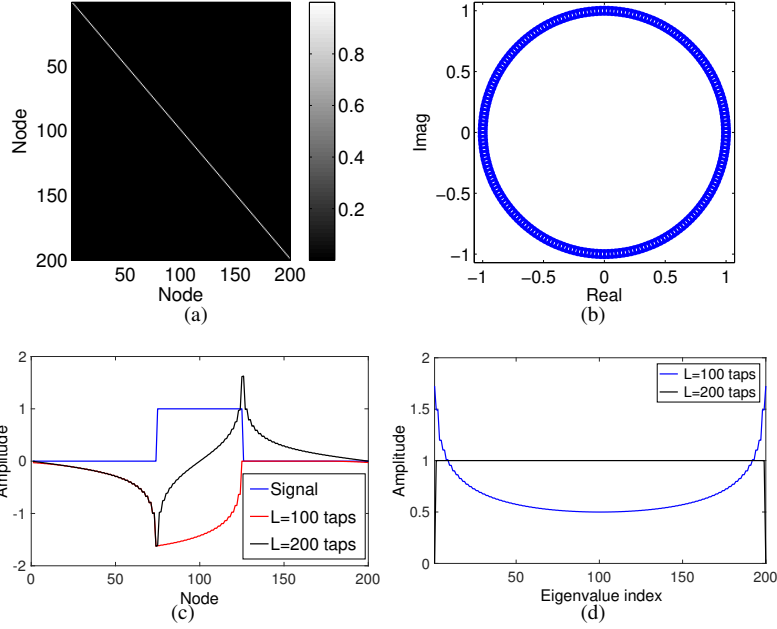 Node
50
100
150
200
50
100
150
200
Node
0.8
0.6
0.4
0.2
(a)
Imag
1
0.5
0
−0.5
−1
−1
−0.5
0
0.5
1
Real
(b)
Amplitude
2
1
0
-1
-2
0
50
100
150
200
Node
Signal
L=100 taps
L=200 taps
(c)
Amplitude
2
1.5
1
0.5
0
50
100
150
200
Eigenvalue index
L=100 taps
L=200 taps
(d)